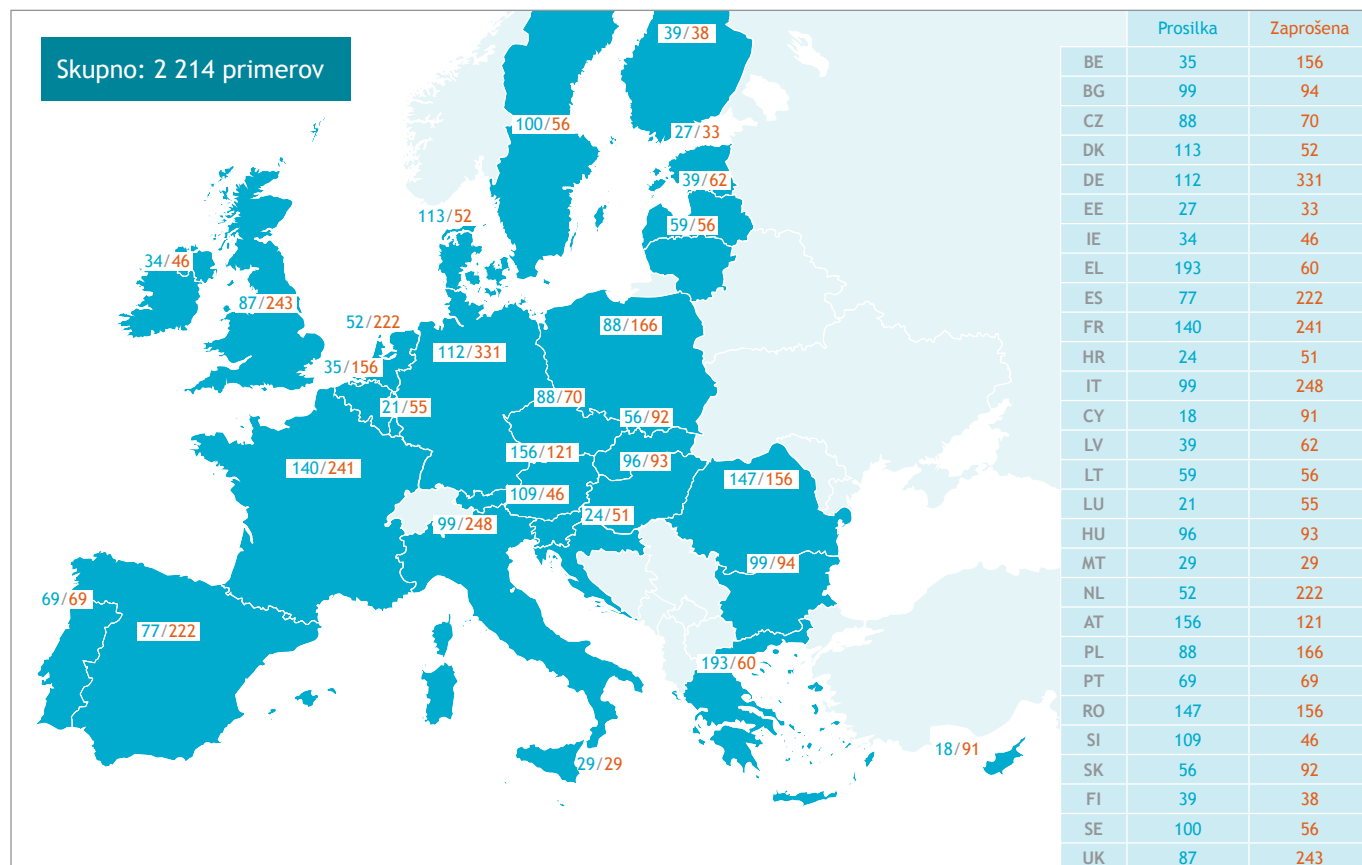 Skupno: 2 214 primerov
39/38
100/56
27/33
39/62
113/52
59/56
34/46
87/243
52/222
88/166
112/331
35/156
88/70
21/55
56/92
156/121
96/93
140/241
147/156
109/46
24/51
99/248
99/94
69/69
77/222
193/60
18/91
29/29
Prosilka Zaprošena
BE 35 156
BG 99 94
CZ 88 70
DK 113 52
DE 112 331
EE 27 33
IE 34 46
EL 193 60
ES 77 222
FR 140 241
HR 24 51
IT 99 248
CY 18 91
LV 39 62
LT 59 56
LU 21 55
HU 96 93
MT 29 29
NL 52 222
AT 156 121
PL 88 166
PT 69 69
RO 147 156
SI 109 46
SK 56 92
FI 39 38
SE 100 56
UK 87 243